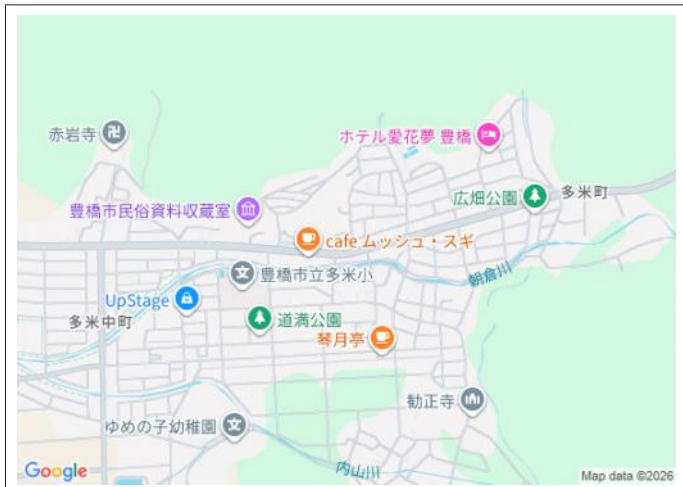 赤岩寺
ホテル愛花夢 豊橋
広畑公園
多米町
豊橋市民俗資料収蔵室
cafe ムッシュ・スギ
豊橋市立多米小
朝倉川
UpStage
多米中町
道満公園
琴月亭
勧正寺
ゆめの子幼稚園
内山川
Google
Map data ©2026